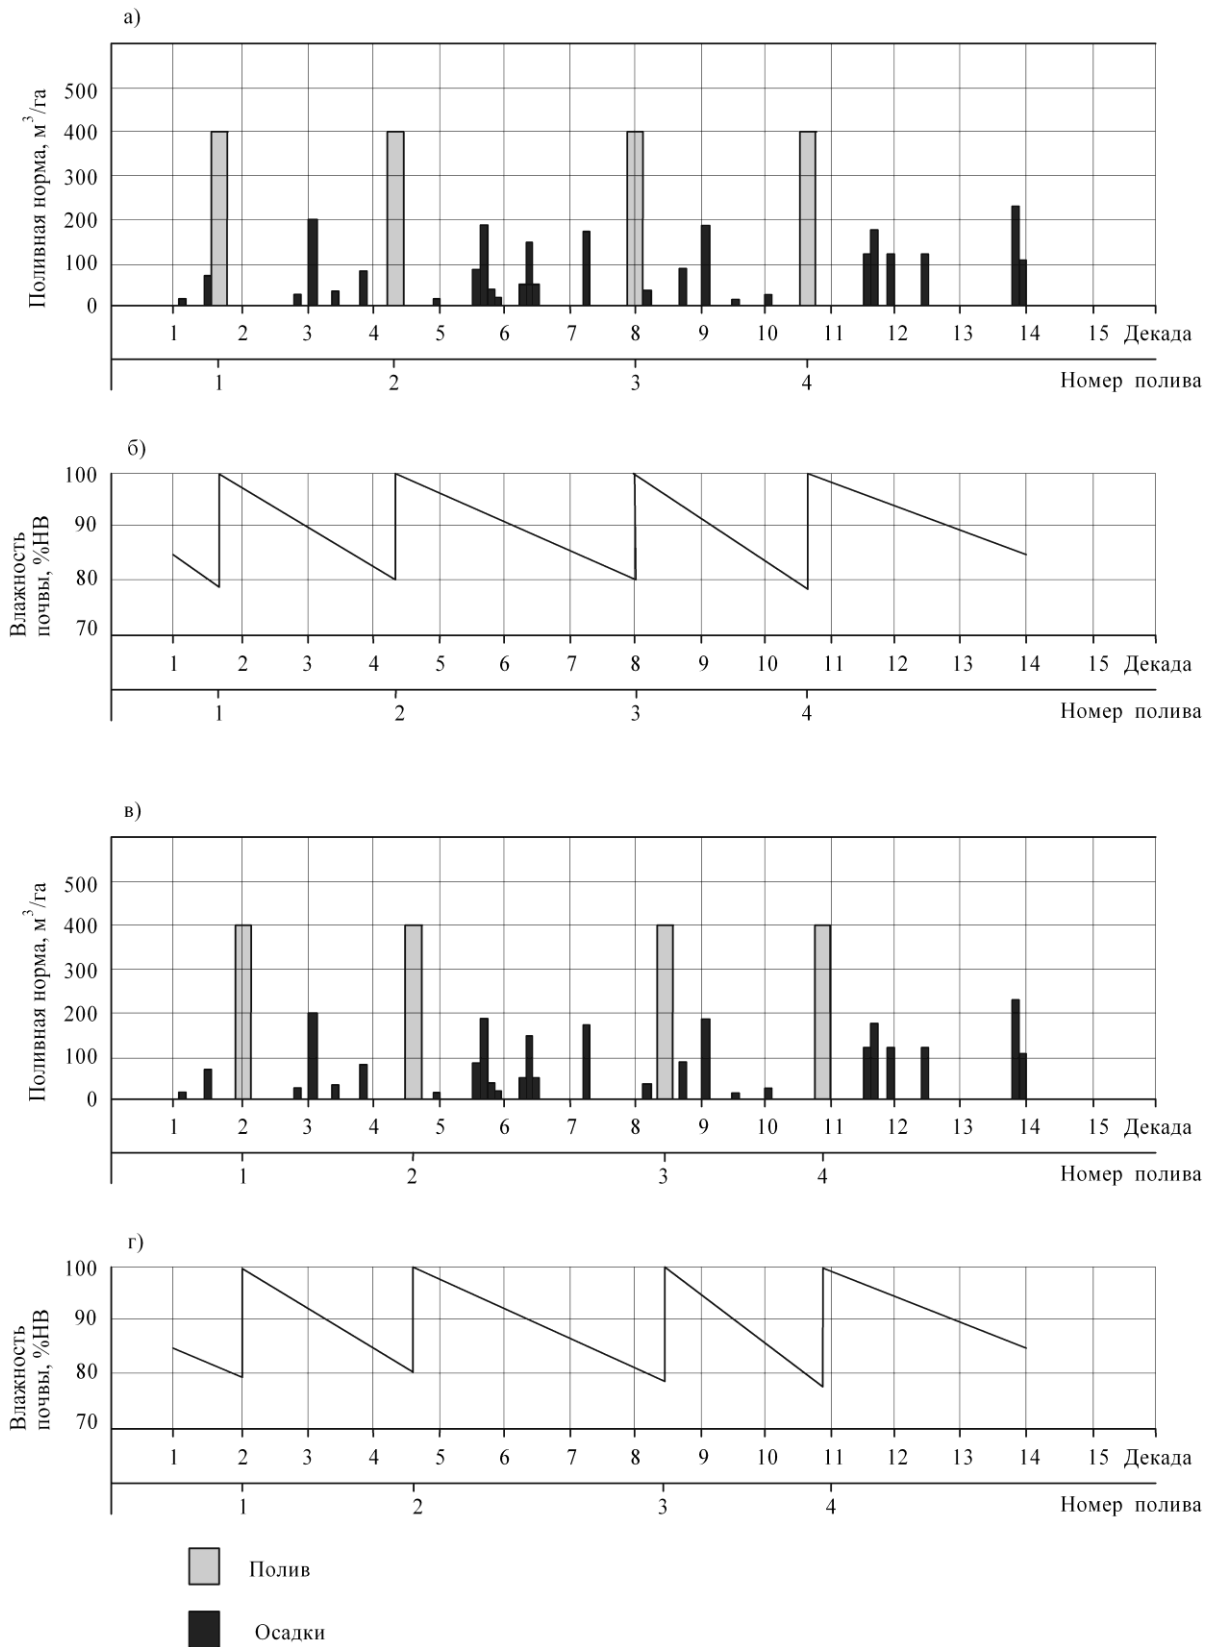 а)
Поливная норма, м³/га
500
400
300
200
100
0
1 2 3 4 5 6 7 8 9 10 11 12 13 14 15 Декада
1 2 3 4 Номер полива
б)
Влажность
почвы, %НВ
100
90
80
70
1 2 3 4 5 6 7 8 9 10 11 12 13 14 15 Декада
1 2 3 4 Номер полива
в)
Поливная норма, м³/га
500
400
300
200
100
0
1 2 3 4 5 6 7 8 9 10 11 12 13 14 15 Декада
1 2 3 4 Номер полива
г)
Влажность
почвы, %НВ
100
90
80
70
1 2 3 4 5 6 7 8 9 10 11 12 13 14 15 Декада
1 2 3 4 Номер полива
Полив
Осадки